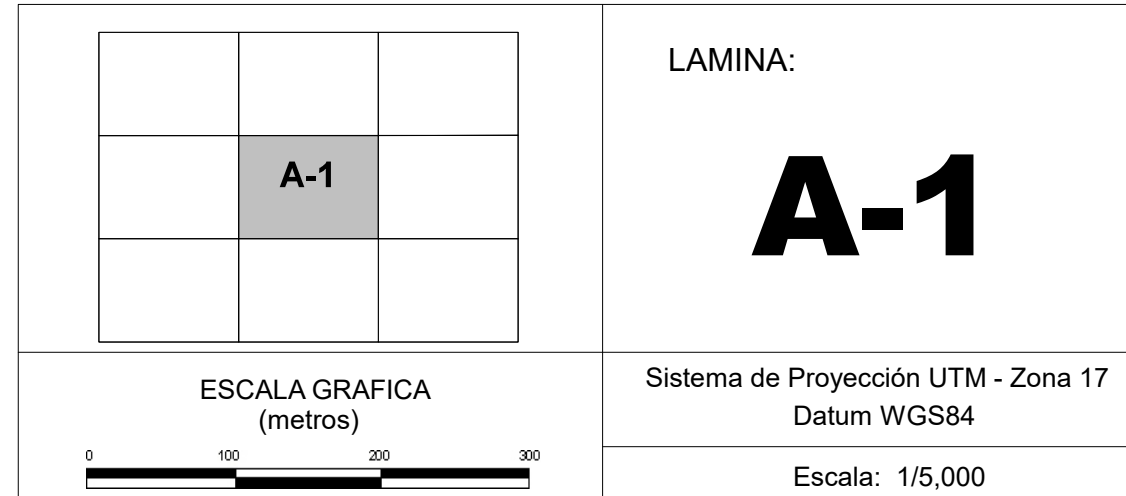 A-1
LAMINA:
A-1
ESCALA GRAFICA
(metros)
0 100 200 300
Sistema de Proyección UTM - Zona 17
Datum WGS84
Escala: 1/5,000